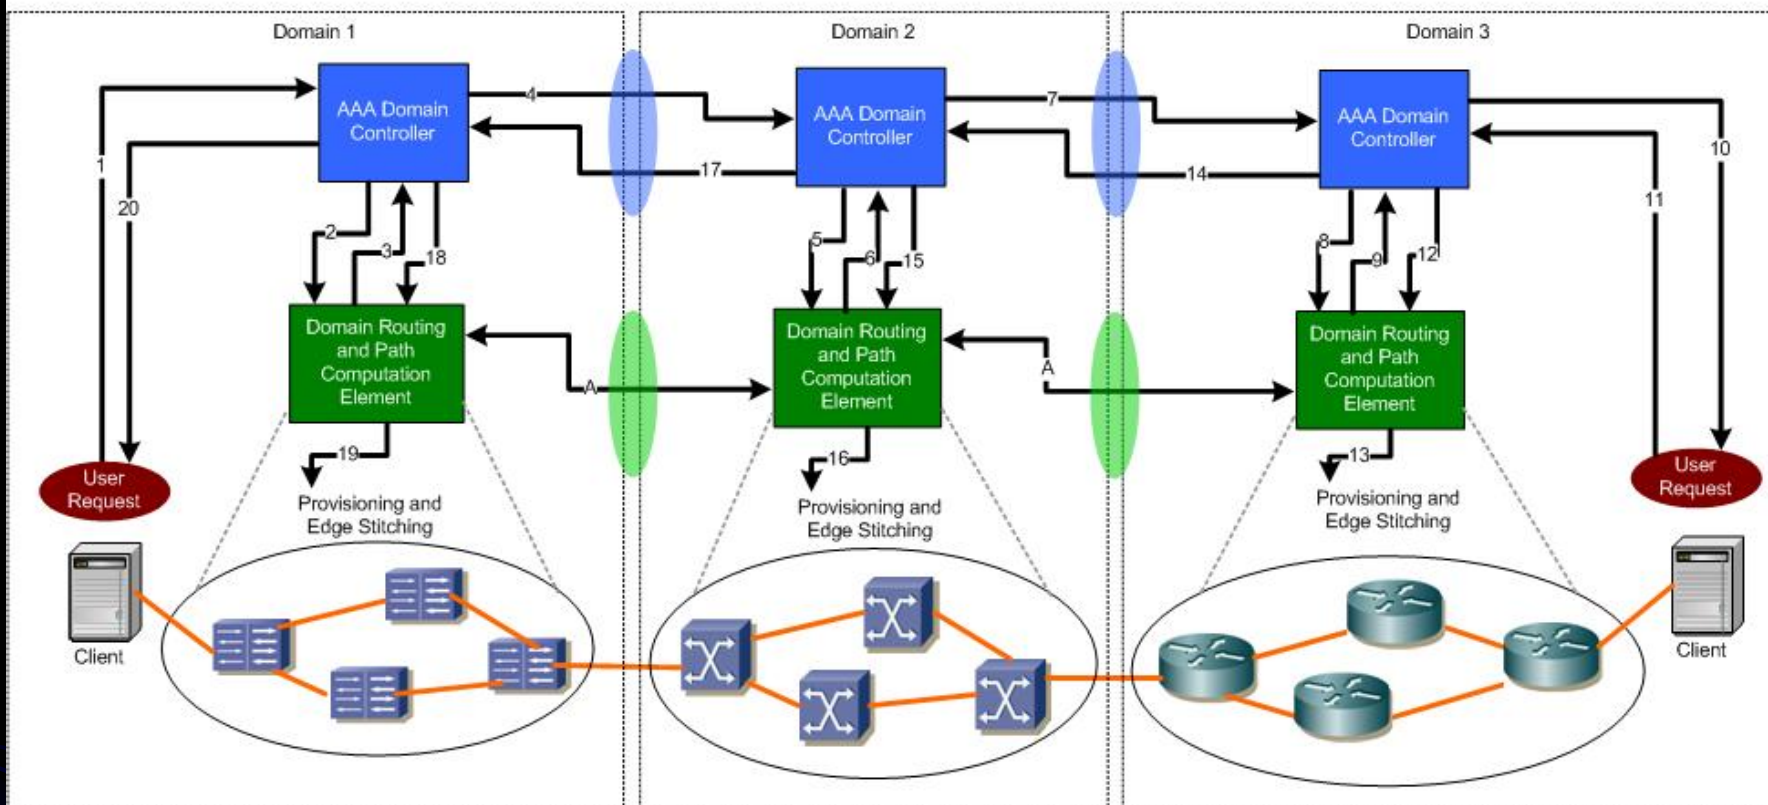 Domain 1
Domain 2
Domain 3
AAA Domain
Controller
AAA Domain
Controller
AAA Domain
Controller
4
7
10
1
17
14
11
20
2
3
18
5
6
15
8
9
12
Domain Routing
and Path
Computation
Element
A
Domain Routing
and Path
Computation
Element
A
Domain Routing
and Path
Computation
Element
19
16
13
User
Request
Provisioning and
Edge Stitching
Provisioning and
Edge Stitching
Provisioning and
Edge Stitching
User
Request
Client
Client